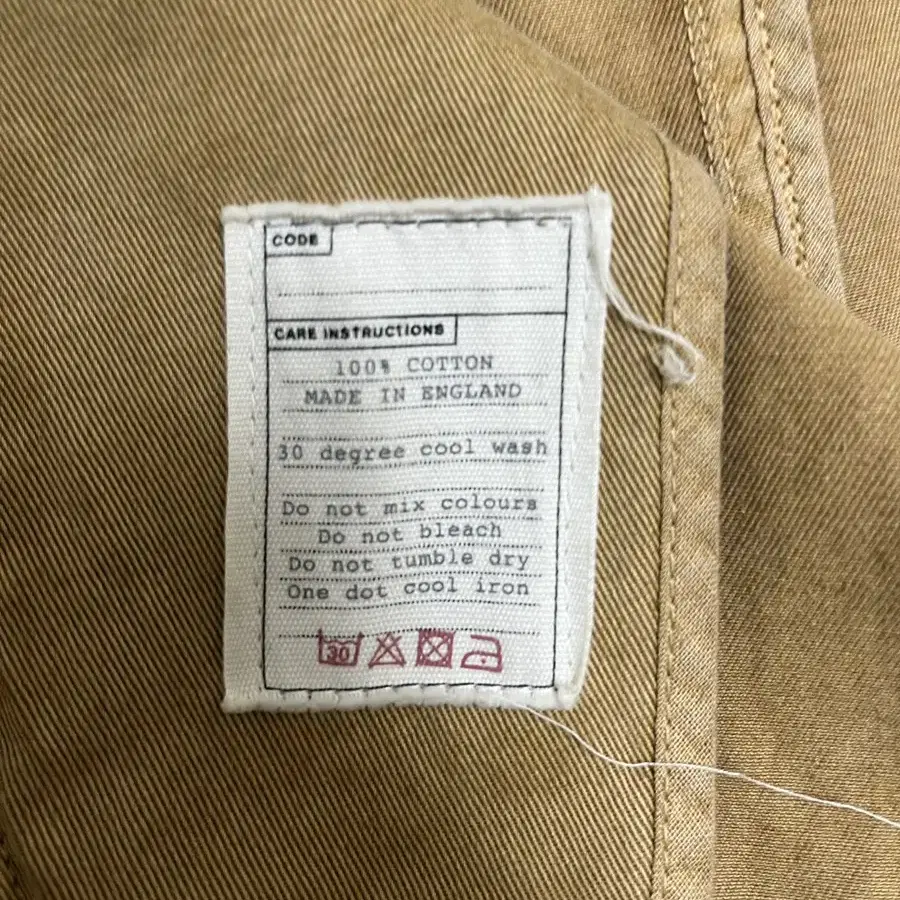 CODE
CARE INSTRUCTIONS
100% COTTON
MADE IN ENGLAND
30 degree cool wash
Do not mix colours
Do not bleach
Do not tumble dry
One dot cool iron
30